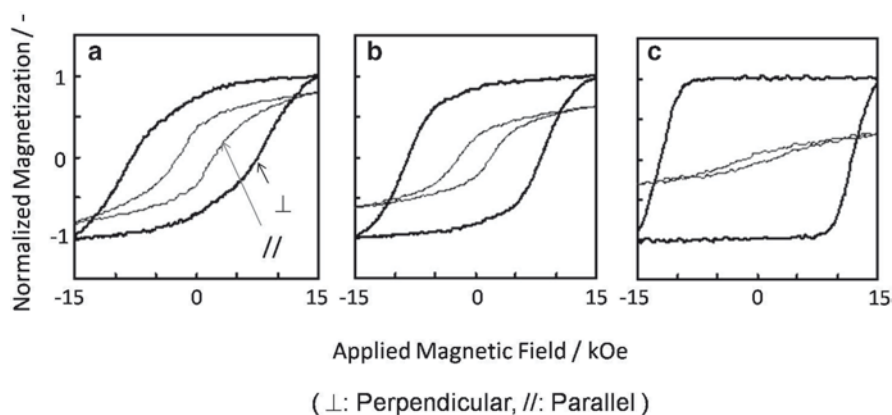 Normalized Magnetization / -
1
0
-1
a
b
c
⊥
//
-15 0 15
-15 0 15
-15 0 15
Applied Magnetic Field / kOe
( ⊥: Perpendicular, //: Parallel )